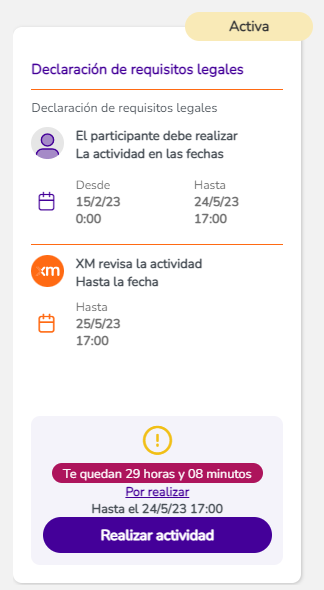 Activa
Declaración de requisitos legales
Declaración de requisitos legales
El participante debe realizar
La actividad en las fechas
Desde
15/2/23
0:00
Hasta
24/5/23
17:00
xm
XM revisa la actividad
Hasta la fecha
Hasta
25/5/23
17:00
Te quedan 29 horas y 08 minutos
Por realizar
Hasta el 24/5/23 17:00
Realizar actividad